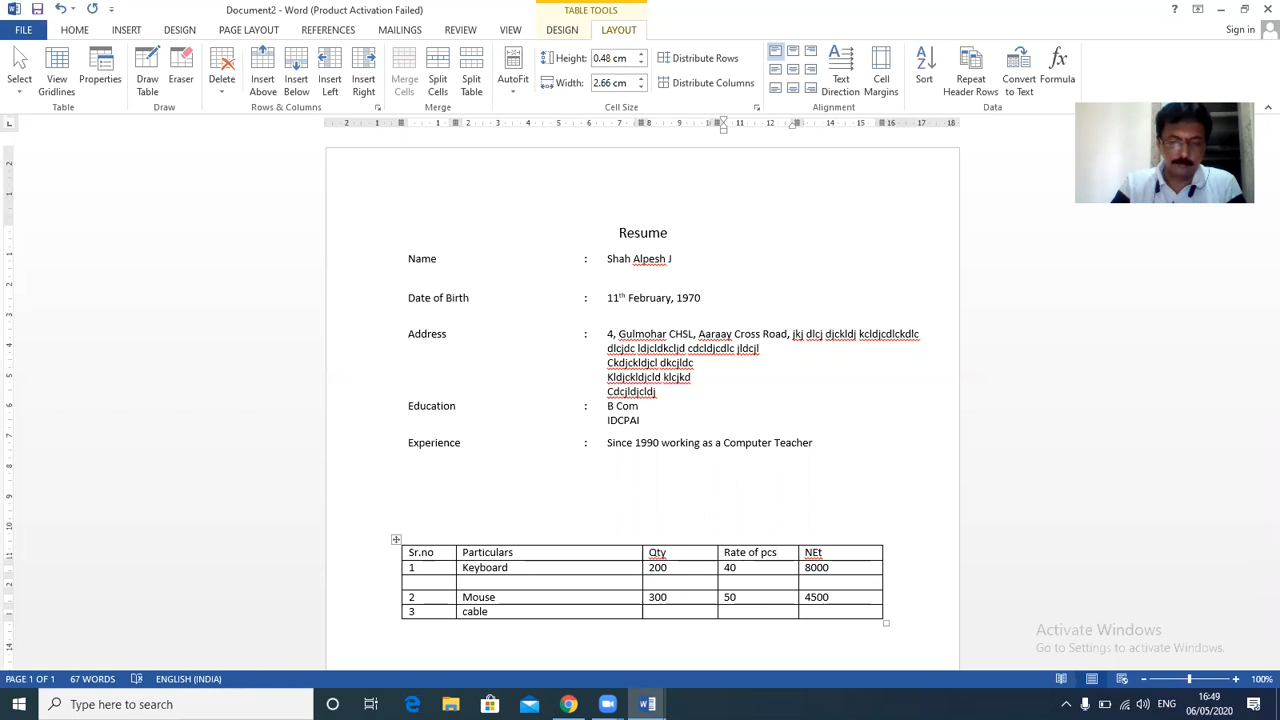 Document2 - Word (Product Activation Failed)
TABLE TOOLS
Sign in
FILE
HOME
INSERT
DESIGN
PAGE LAYOUT
REFERENCES
MAILINGS
REVIEW
VIEW
DESIGN
LAYOUT
Select
View Gridlines
Properties
Draw Table
Eraser
Delete
Insert Above
Insert Below
Insert Left
Insert Right
Merge Cells
Split Cells
Split Table
AutoFit
Height: 0.48 cm
Width: 2.66 cm
Distribute Rows
Distribute Columns
Text Direction
Cell Margins
Sort
Repeat Header Rows
Convert to Text
Formula
Table
Draw
Rows & Columns
Merge
Cell Size
Alignment
Data
Resume
Name : Shah Alpesh J
Date of Birth : 11th February, 1970
Address : 4, Gulmohar CHSL, Aaraay Cross Road, jkj dlcj djckldj kcldjcdlckdlc
dlcjdc ldjcldkcljd cdcldjcdlc jldcjl
Ckdjckldjcl dkcjldc
Kldjckldjcld klcjkd
Cdcjldjcldj
Education : B Com
IDCPAI
Experience : Since 1990 working as a Computer Teacher
Sr.no Particulars Qty Rate of pcs NEt
1 Keyboard 200 40 8000
2 Mouse 300 50 4500
3 cable
Activate Windows
Go to Settings to activate Windows.
PAGE 1 OF 1
67 WORDS
ENGLISH (INDIA)
100%
Type here to search
ENG
16:49
06/05/2020